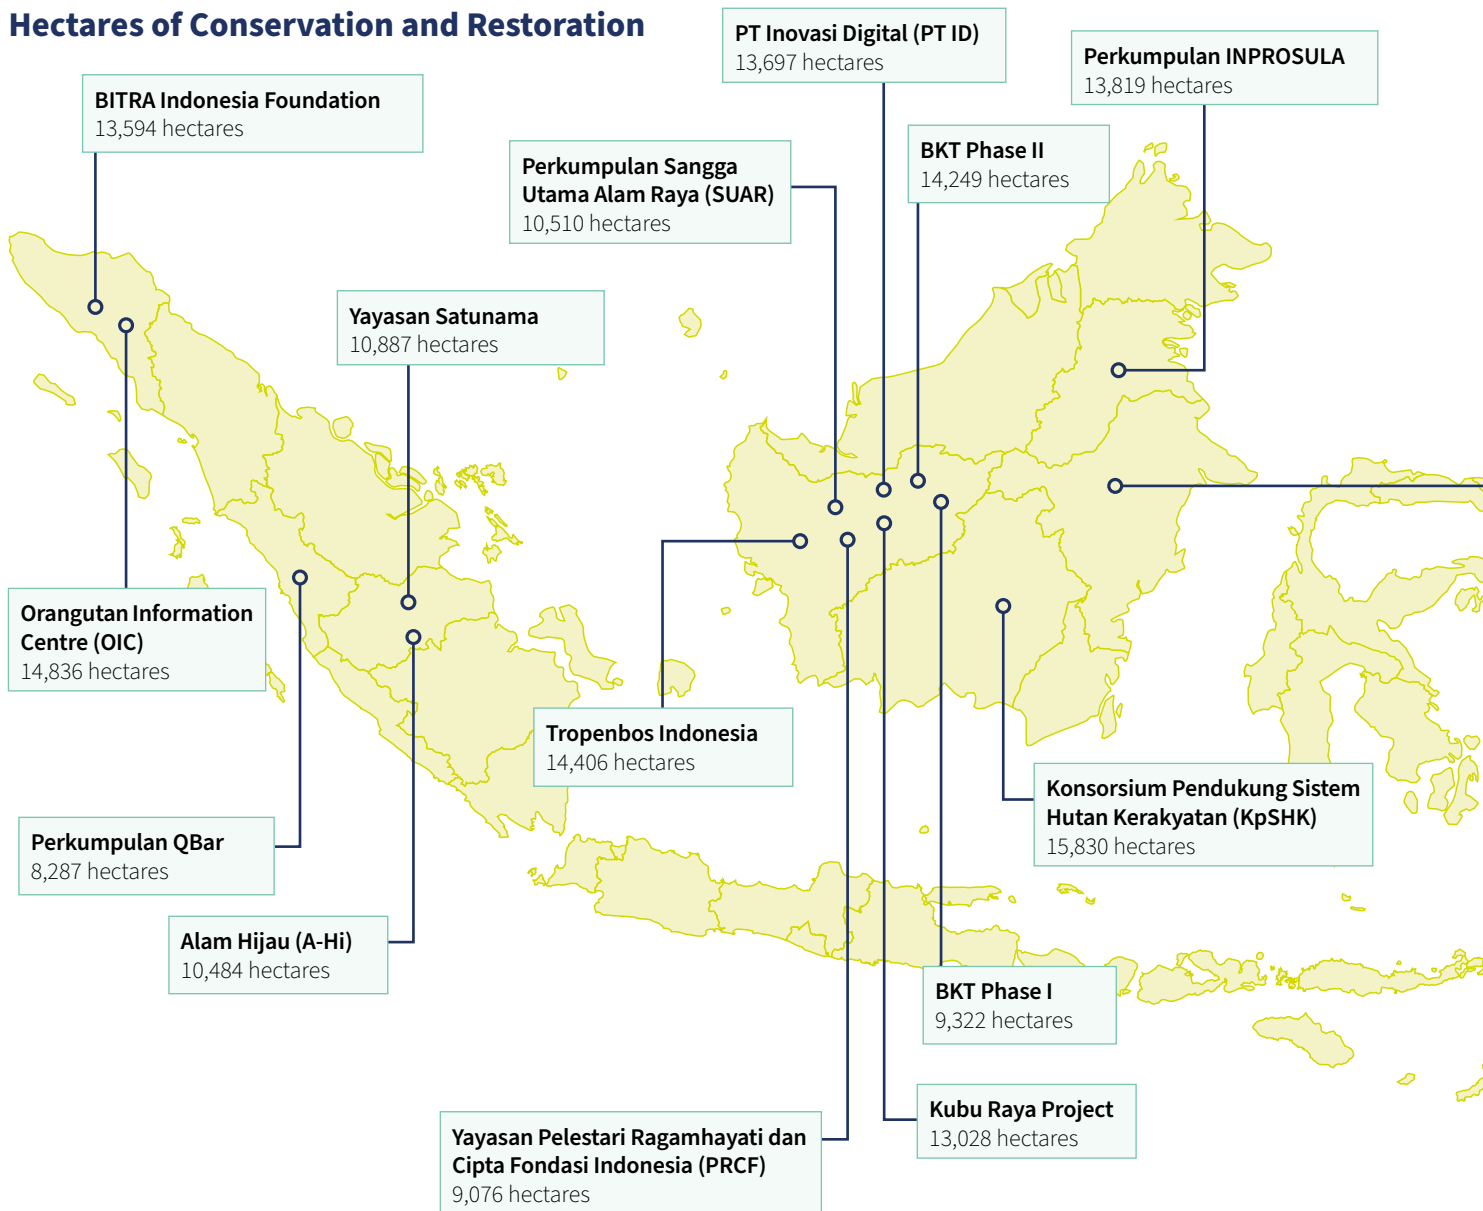 Hectares of Conservation and Restoration
PT Inovasi Digital (PT ID)
13,697 hectares
Perkumpulan INPROSULA
13,819 hectares
BITRA Indonesia Foundation
13,594 hectares
BKT Phase II
14,249 hectares
Perkumpulan Sangga
Utama Alam Raya (SUAR)
10,510 hectares
Yayasan Satunama
10,887 hectares
Orangutan Information
Centre (OIC)
14,836 hectares
Tropenbos Indonesia
14,406 hectares
Konsorsium Pendukung Sistem
Hutan Kerakyatan (KpSHK)
15,830 hectares
Perkumpulan QBar
8,287 hectares
Alam Hijau (A-Hi)
10,484 hectares
BKT Phase I
9,322 hectares
Kubu Raya Project
13,028 hectares
Yayasan Pelestari Ragamhayati dan
Cipta Fondasi Indonesia (PRCF)
9,076 hectares